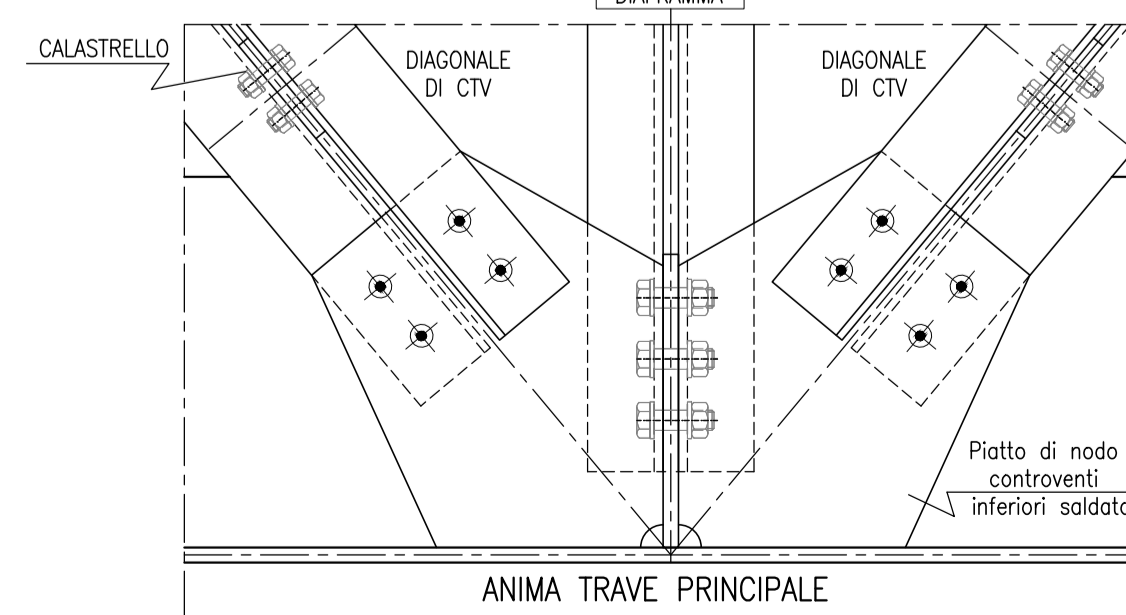 DIAFRAMMA
CALASTRELLO
DIAGONALE
DI CTV
DIAGONALE
DI CTV
Piatto di nodo
controventi
inferiori saldato
ANIMA TRAVE PRINCIPALE